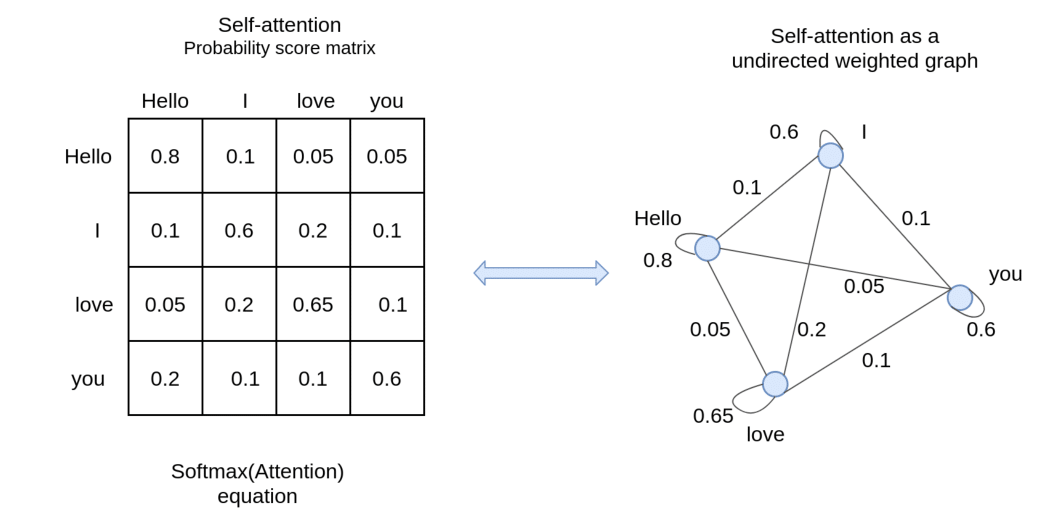 Self-attention
Probability score matrix
Hello I love you
Hello 0.8 0.1 0.05 0.05
I 0.1 0.6 0.2 0.1
love 0.05 0.2 0.65 0.1
you 0.2 0.1 0.1 0.6
Softmax(Attention)
equation
Self-attention as a
undirected weighted graph
0.6 I
0.1
Hello
0.1
0.8
you
0.05
0.05
0.2
0.6
0.1
0.65
love